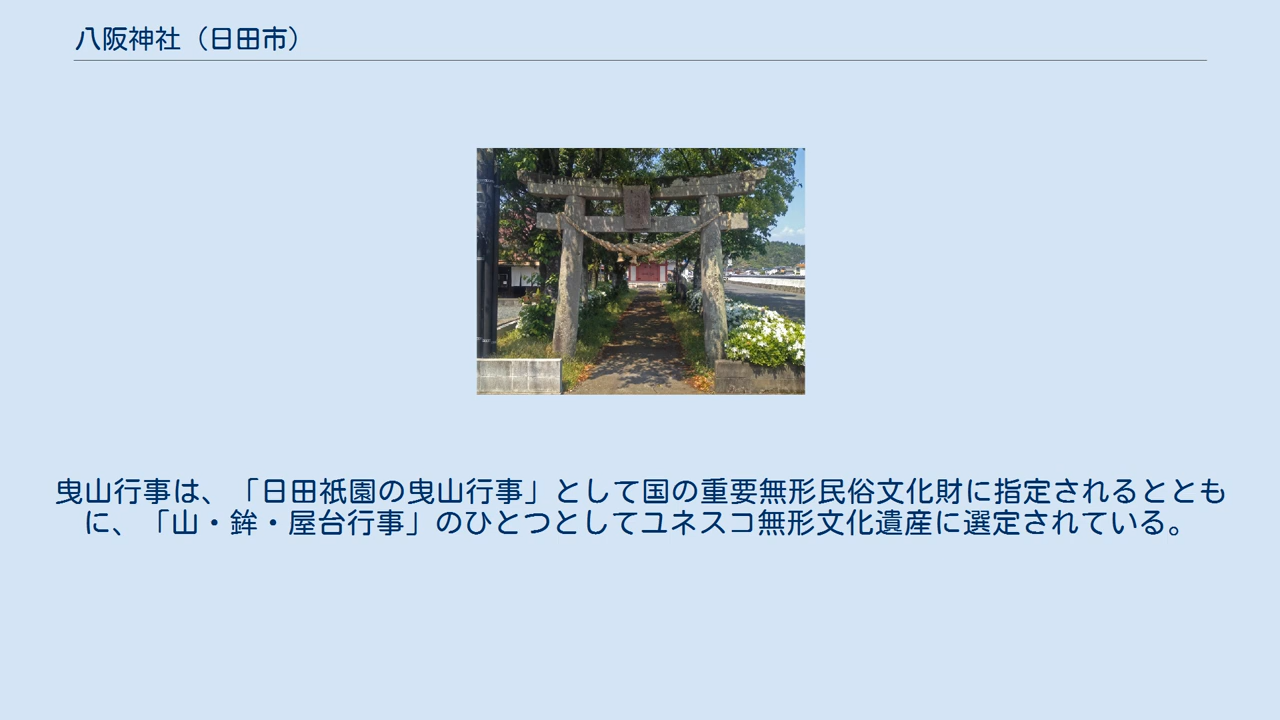 八阪神社（日田市）
曳山行事は、「日田祇園の曳山行事」として国の重要無形民俗文化財に指定されるととも
に、「山・鉾・屋台行事」のひとつとしてユネスコ無形文化遺産に選定されている。